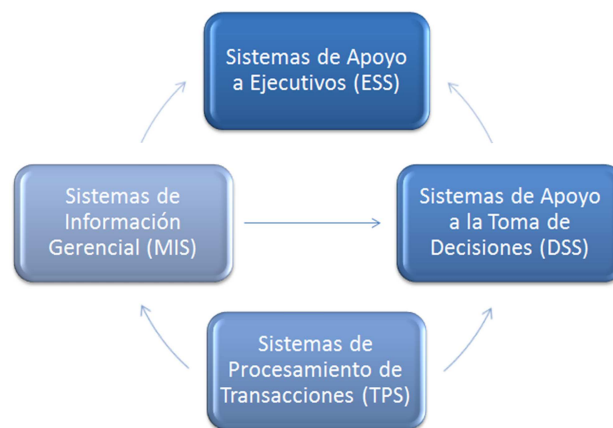 Sistemas de Apoyo
a Ejecutivos (ESS)
Sistemas de
Información
Gerencial (MIS)
Sistemas de Apoyo
a la Toma de
Decisiones (DSS)
Sistemas de
Procesamiento de
Transacciones (TPS)